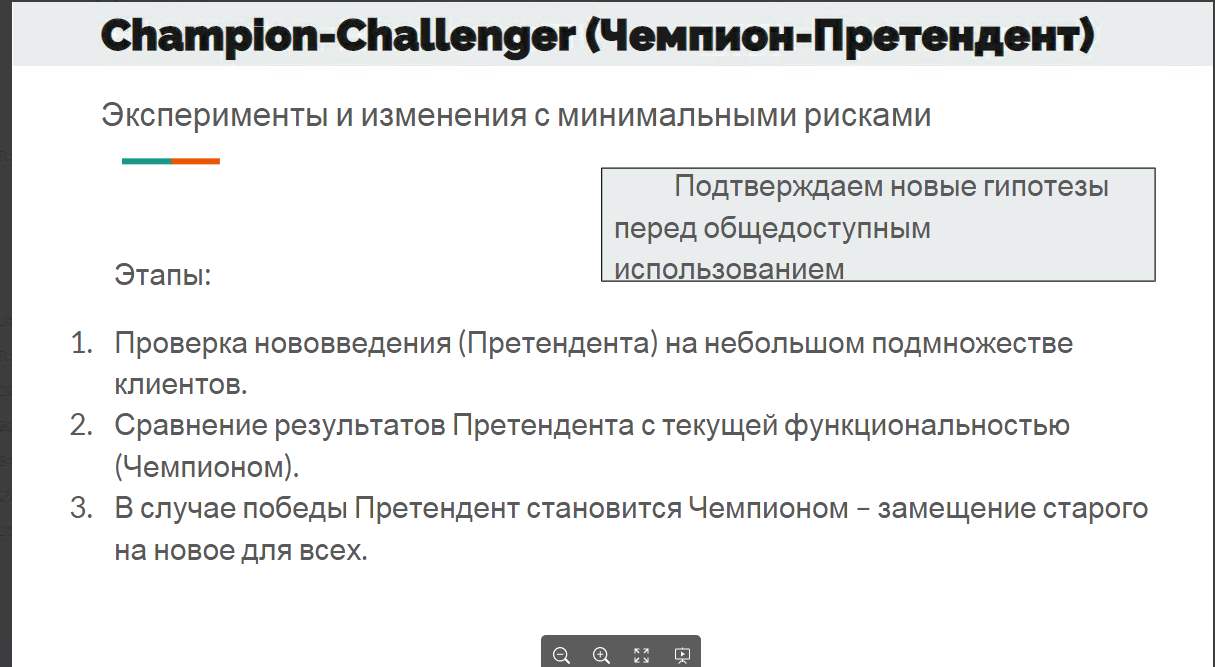 Champion-Challenger (Чемпион-Претендент)
Эксперименты и изменения с минимальными рисками
Подтверждаем новые гипотезы
перед общедоступным
использованием
Этапы:
1. Проверка нововведения (Претендента) на небольшом подмножестве
клиентов.
2. Сравнение результатов Претендента с текущей функциональностью
(Чемпионом).
3. В случае победы Претендент становится Чемпионом – замещение старого
на новое для всех.